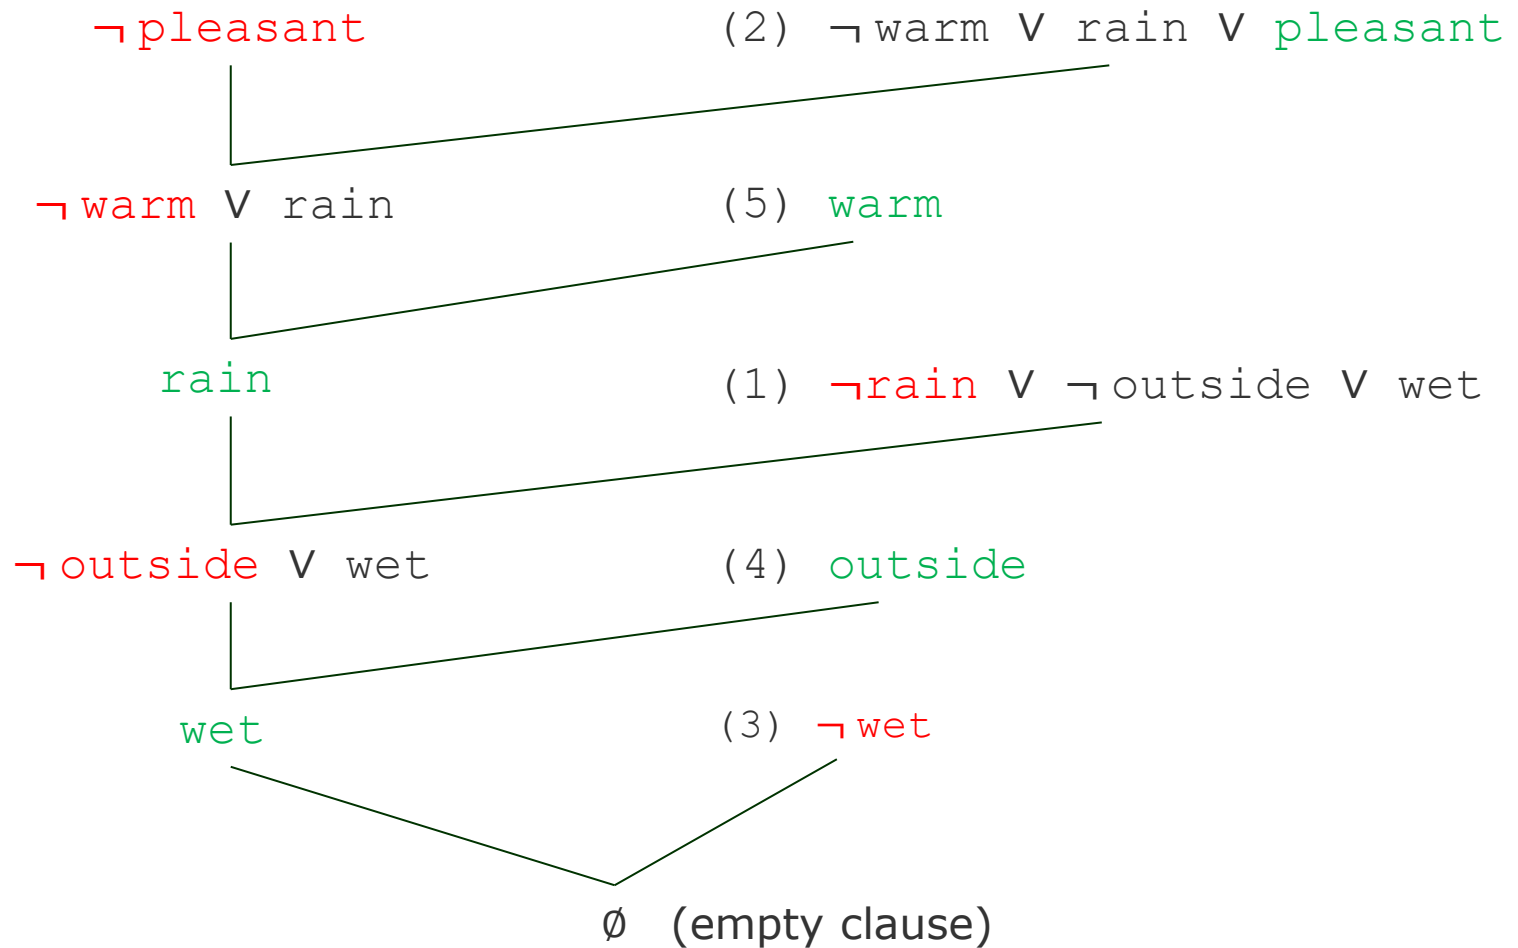 ¬ pleasant (2) ¬ warm V rain V pleasant
¬ warm V rain (5) warm
rain (1) ¬rain V ¬ outside V wet
¬ outside V wet (4) outside
wet (3) ¬ wet
Ø (empty clause)